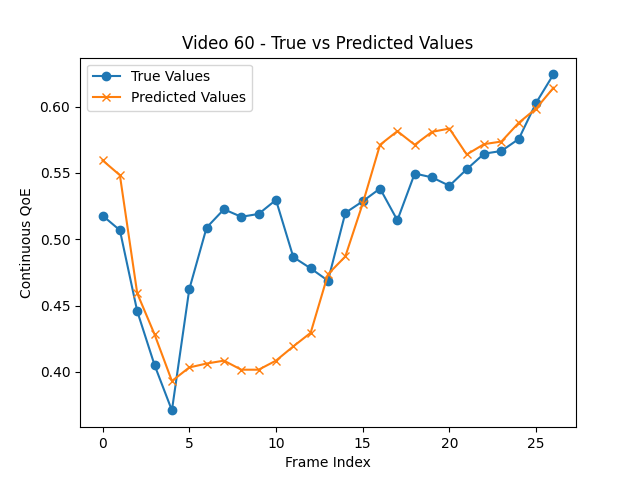 Video 60 - True vs Predicted Values
True Values
Predicted Values
Continuous QoE
0.60
0.55
0.50
0.45
0.40
0 5 10 15 20 25
Frame Index